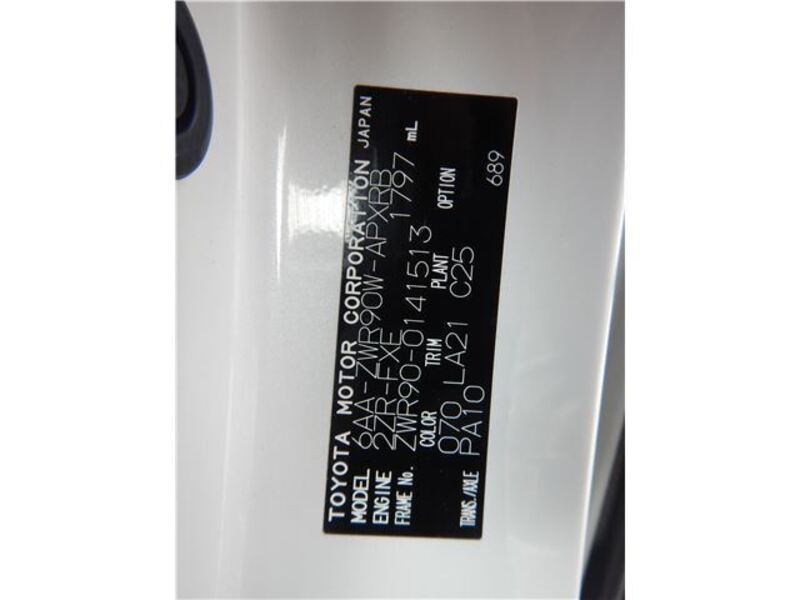 TOYOTA MOTOR CORPORATION JAPAN
MODEL 6AA-ZWR90W-APXRB
ENGINE 2ZR-FXE 1797 mL
FRAME No. ZWR90-0141513
COLOR TRIM PLANT OPTION
070 LA21 C25
TRANS./AXLE PA10 689